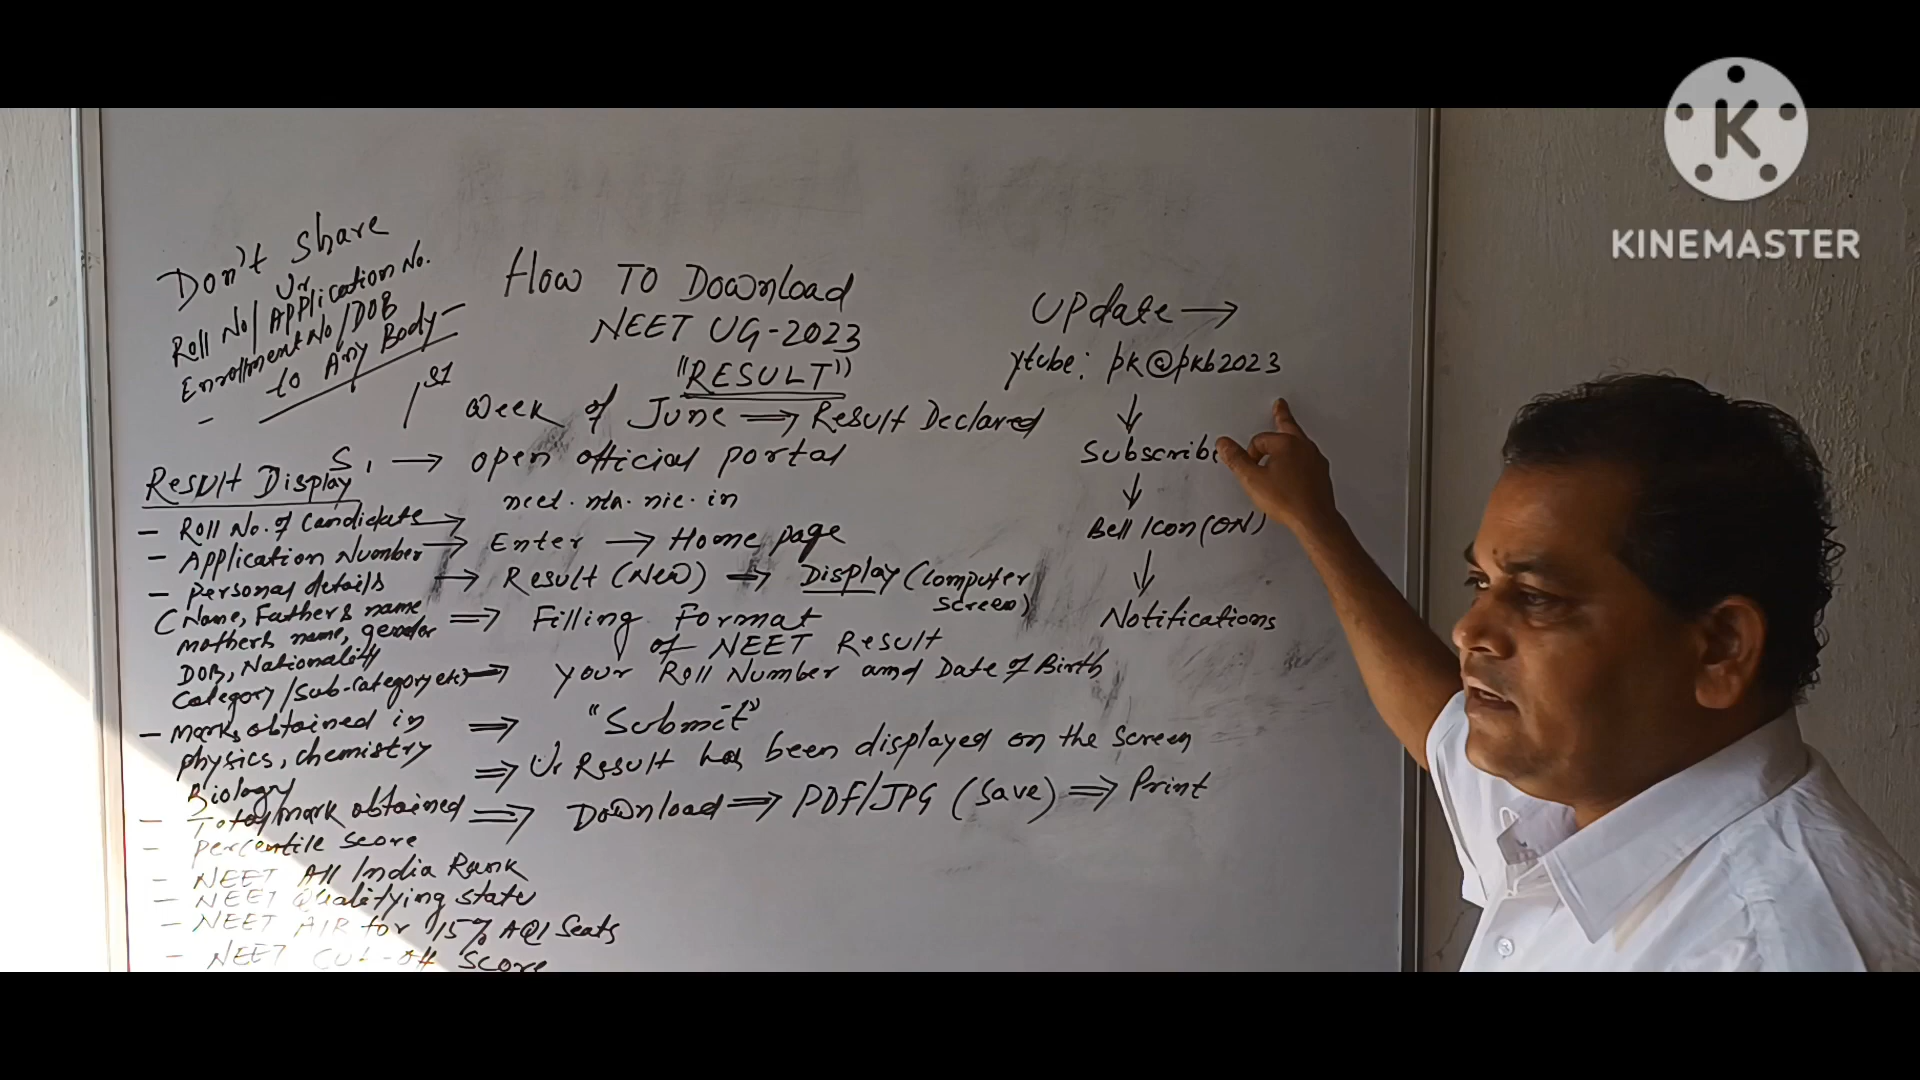 Don't Share
Ur
Roll No/Application No.
Enrollment No/DOB
to Any Body-
How To Download
NEET UG-2023
"RESULT"
1st Week of June ⇒ Result Declared
S1 → open official portal
neet.nta.nic.in
→ Enter → Home page
→ Result (New) → Display (Computer
Screen)
⇒ Filling Format
of NEET Result
→ your Roll Number and Date of Birth
⇒ "Submit"
⇒ Ur Result has been displayed on the screen
⇒ Download ⇒ PDF/JPG (Save) ⇒ Print
Result Display
- Roll No. of Candidate
- Application Number
- Personal details
(Name, Father's name
mother's name, gender
DOB, Nationality
Category/Sub-Category etc)
- Marks obtained in
physics, chemistry
Biology
- Total mark obtained
- percentile score
- NEET All India Rank
- NEET Qualifying state
- NEET AIR for 15% AQI Seats
- NEET Cut-off Score
Update →
ytube: pk@pkb2023
↓
Subscribe
↓
Bell Icon (ON)
↓
Notifications
K
KINEMASTER